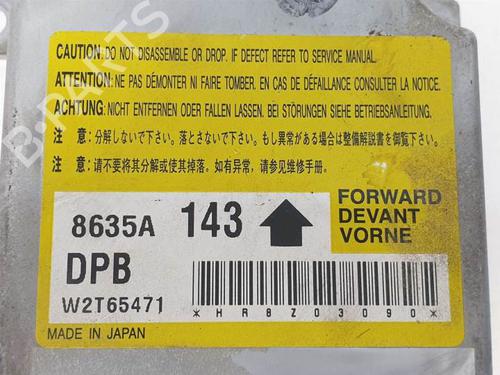 CAUTION: DO NOT DISASSEMBLE OR DROP. IF DEFECT REFER TO SERVICE MANUAL.
ATTENTION: NE PAS DÉMONTER NI FAIRE TOMBER. EN CAS DE DÉFAILLANCE CONSULTER LA NOTICE.
ACHTUNG: NICHT ENTFERNEN ODER FALLEN LASSEN. BEI STÖRUNGEN SIEHE BETRIEBSANLEITUNG.
注 意：分解しないで下さい。落とさないで下さい。もし異常がある場合は整備解説書を御覧下さい。
注 意：请不要将其分解或使其掉落。如有异常，请参见维修手册.
8635A 143
FORWARD
DEVANT
VORNE
DPB
W2T65471
*HR8Z03090*
MADE IN JAPAN
B-PARTS